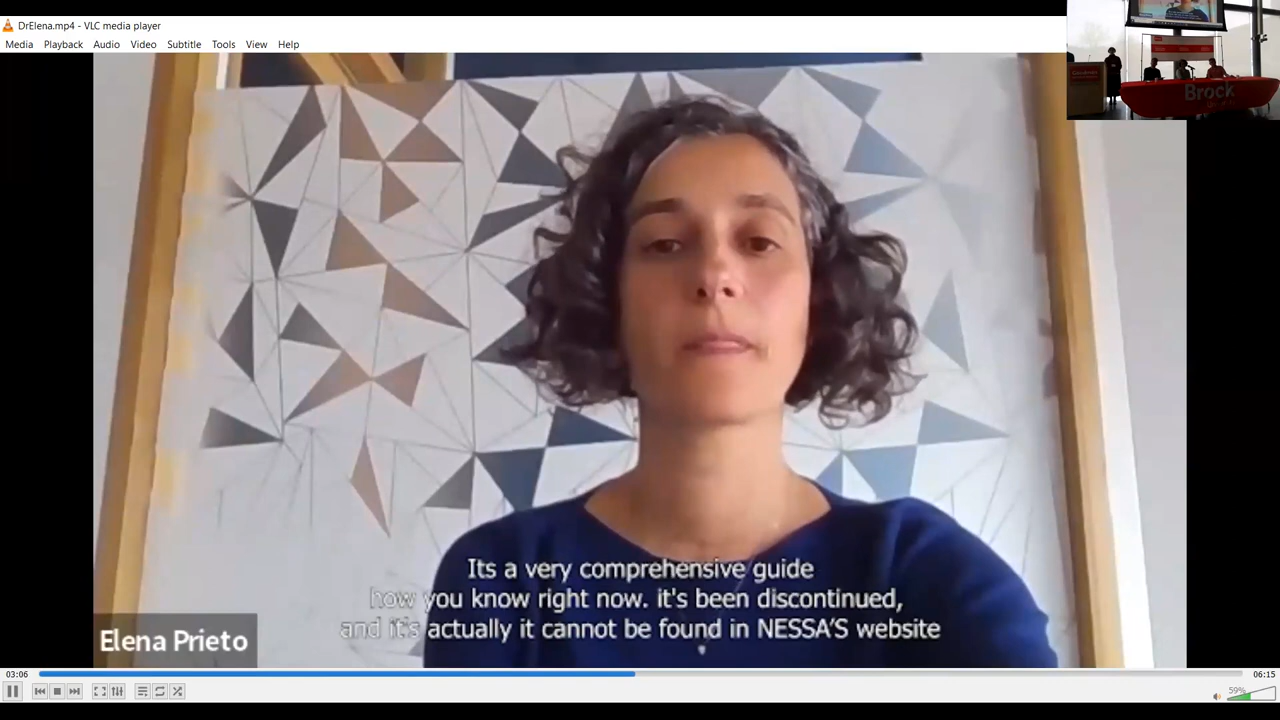 DrElena.mp4 - VLC media player
Media Playback Audio Video Subtitle Tools View Help
Brock
Its a very comprehensive guide
how you know right now. it's been discontinued,
and it's actually it cannot be found in NESSA'S website
Elena Prieto
03:06
06:15
59%